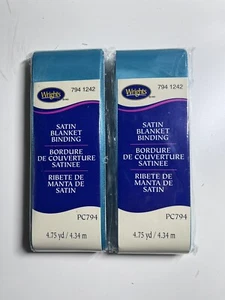 Wrights
794 1242
SATIN
BLANKET
BINDING
BORDURE
DE COUVERTURE
SATINEE
RIBETE DE
MANTA DE
SATIN
PC794
4.75 yd / 4.34 m
Wrights
794 1242
SATIN
BLANKET
BINDING
BORDURE
DE COUVERTURE
SATINEE
RIBETE DE
MANTA DE
SATIN
PC794
4.75 yd / 4.34 m